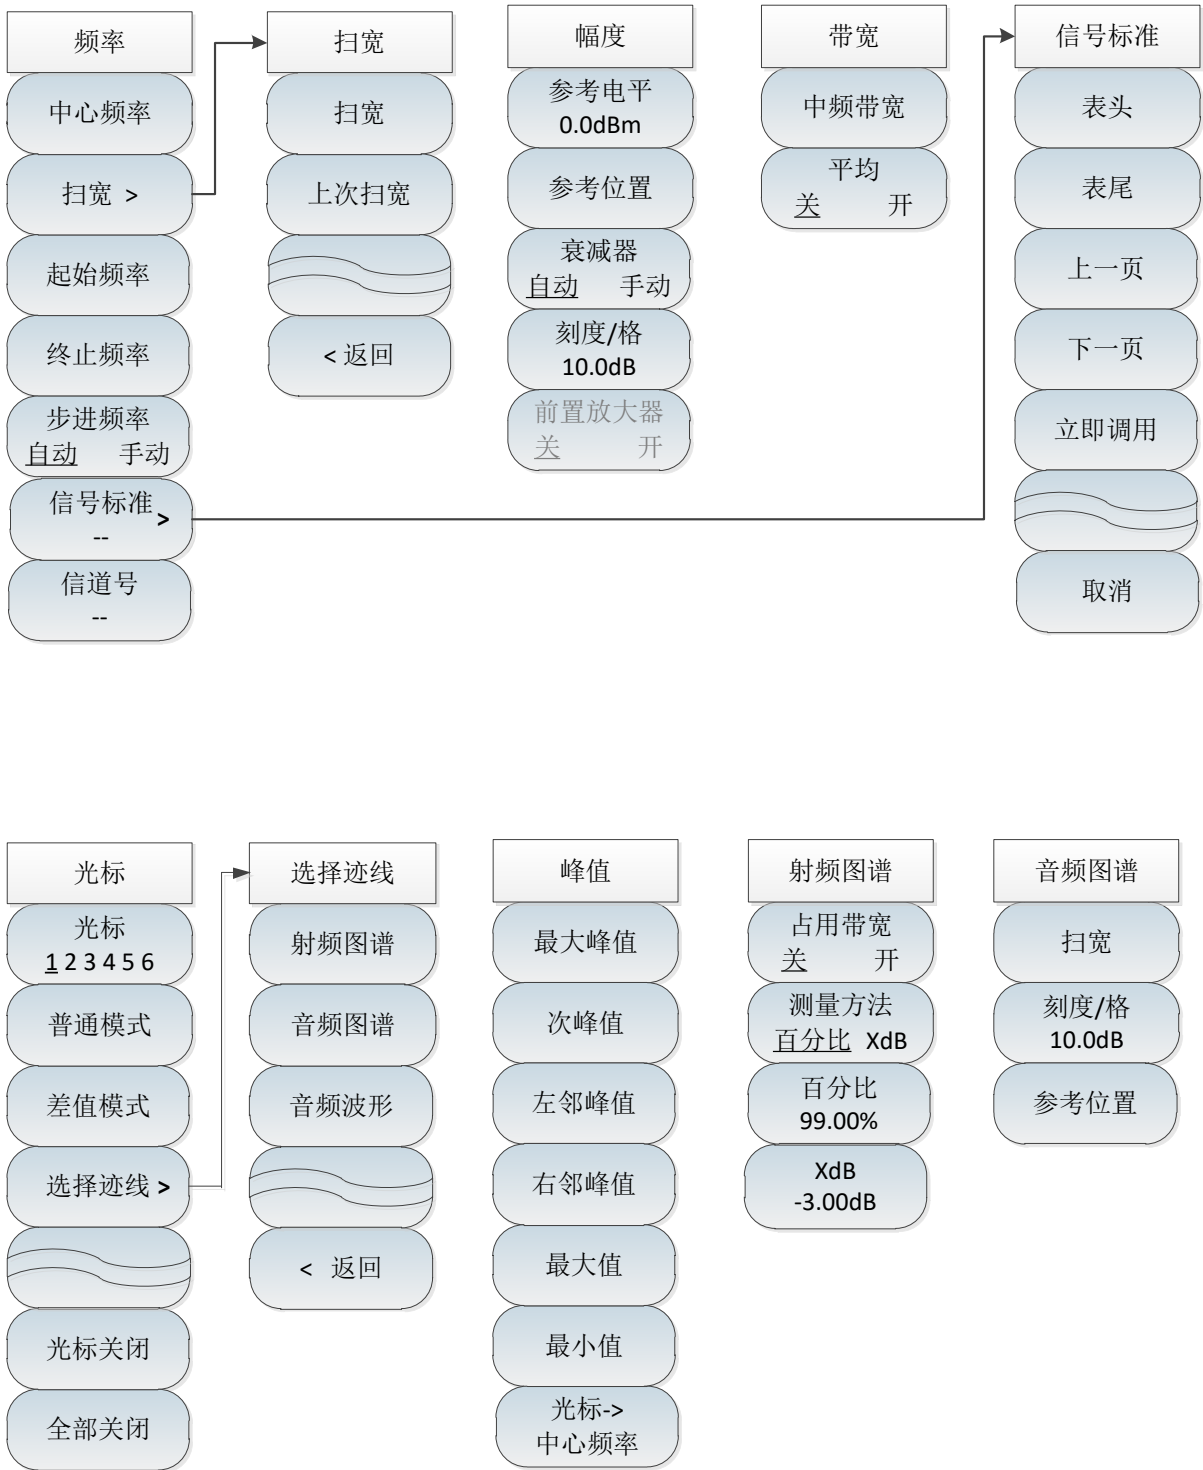 频率
中心频率
扫宽 >
起始频率
终止频率
步进频率
自动 手动
信号标准 >
--
信道号
--
扫宽
扫宽
上次扫宽
< 返回
幅度
参考电平
0.0dBm
参考位置
衰减器
自动 手动
刻度/格
10.0dB
前置放大器
关 开
带宽
中频带宽
平均
关 开
信号标准
表头
表尾
上一页
下一页
立即调用
取消
光标
光标
1 2 3 4 5 6
普通模式
差值模式
选择迹线 >
光标关闭
全部关闭
选择迹线
射频图谱
音频图谱
音频波形
< 返回
峰值
最大峰值
次峰值
左邻峰值
右邻峰值
最大值
最小值
光标->
中心频率
射频图谱
占用带宽
关 开
测量方法
百分比 XdB
百分比
99.00%
XdB
-3.00dB
音频图谱
扫宽
刻度/格
10.0dB
参考位置